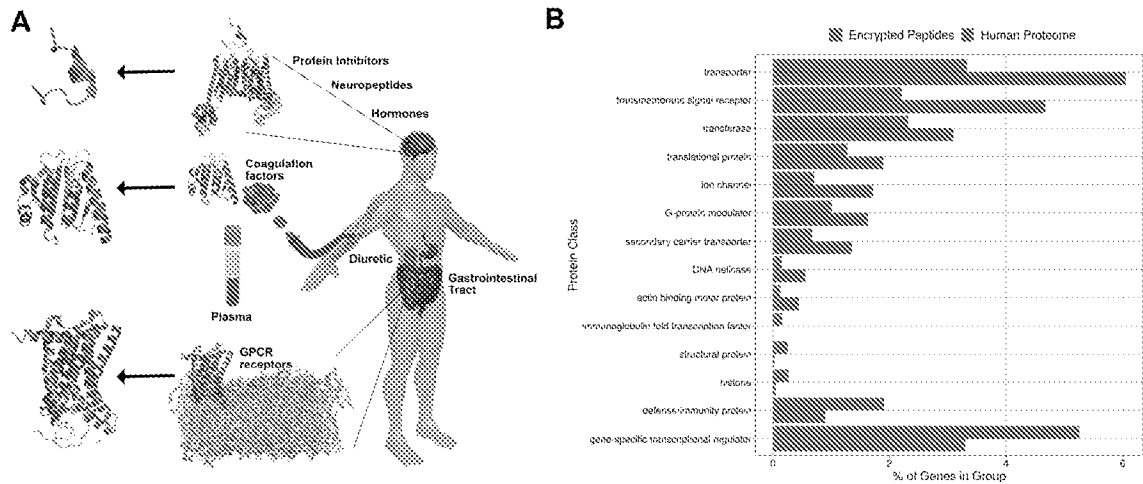 A
Protein Inhibitors
Neuropeptides
Hormones
Coagulation
factors
Diuretic
Gastrointestinal
Tract
Plasma
GPCR
receptors
B
Encrypted Peptides
Human Proteome
Protein Class
transporter
transmembrane signal receptor
transferase
translational protein
ion channel
G-protein modulator
secondary carrier transporter
DNA helicase
actin binding motor protein
immunoglobulin fold transcription factor
structural protein
histone
defense/immunity protein
gene-specific transcriptional regulator
0
2
4
6
% of Genes in Group